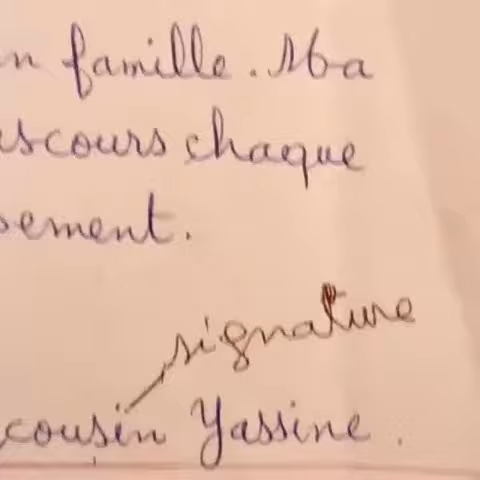 n famille. Ma
scours chaque
sement.
signature
cousin Yassine.